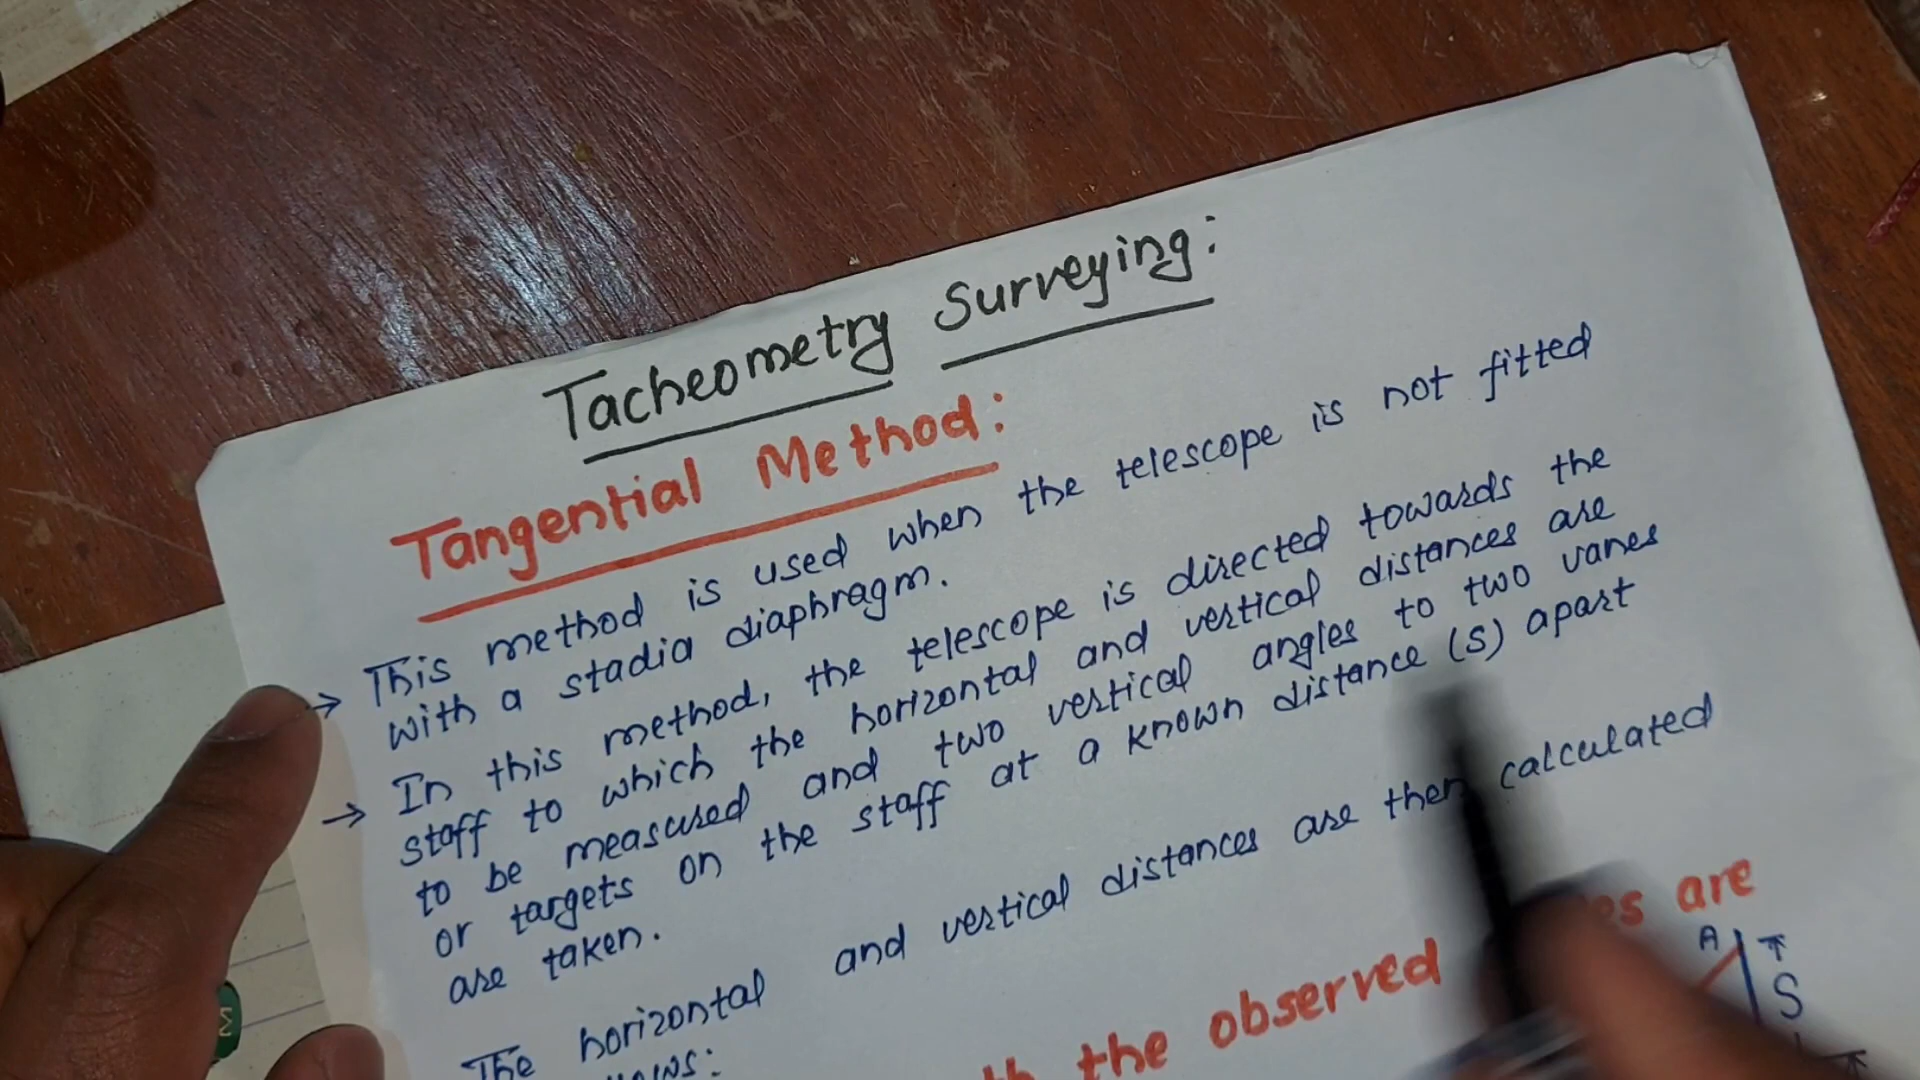 Tacheometry Surveying:
Tangential Method:
→ This method is used when the telescope is not fitted
with a stadia diaphragm.
→ In this method, the telescope is directed towards the
staff to which the horizontal and vertical distances are
to be measured and two vertical angles to two vanes
or targets on the staff at a known distance (S) apart
are taken.
The horizontal and vertical distances are then calculated
the observed are
A
S
M